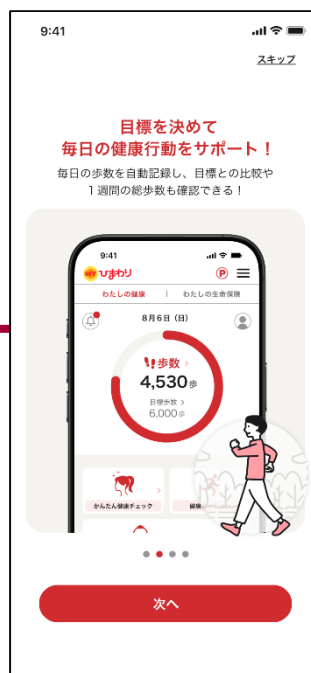 9:41
スキップ
目標を決めて
毎日の健康行動をサポート！
毎日の歩数を自動記録し、目標との比較や
1週間の総歩数も確認できる！
9:41
MY ひまわり P
わたしの健康 | わたしの生命保険
8月6日（日）
歩数 >
4,530歩
目標歩数 >
6,000歩
かんたん健康チェック
次へ